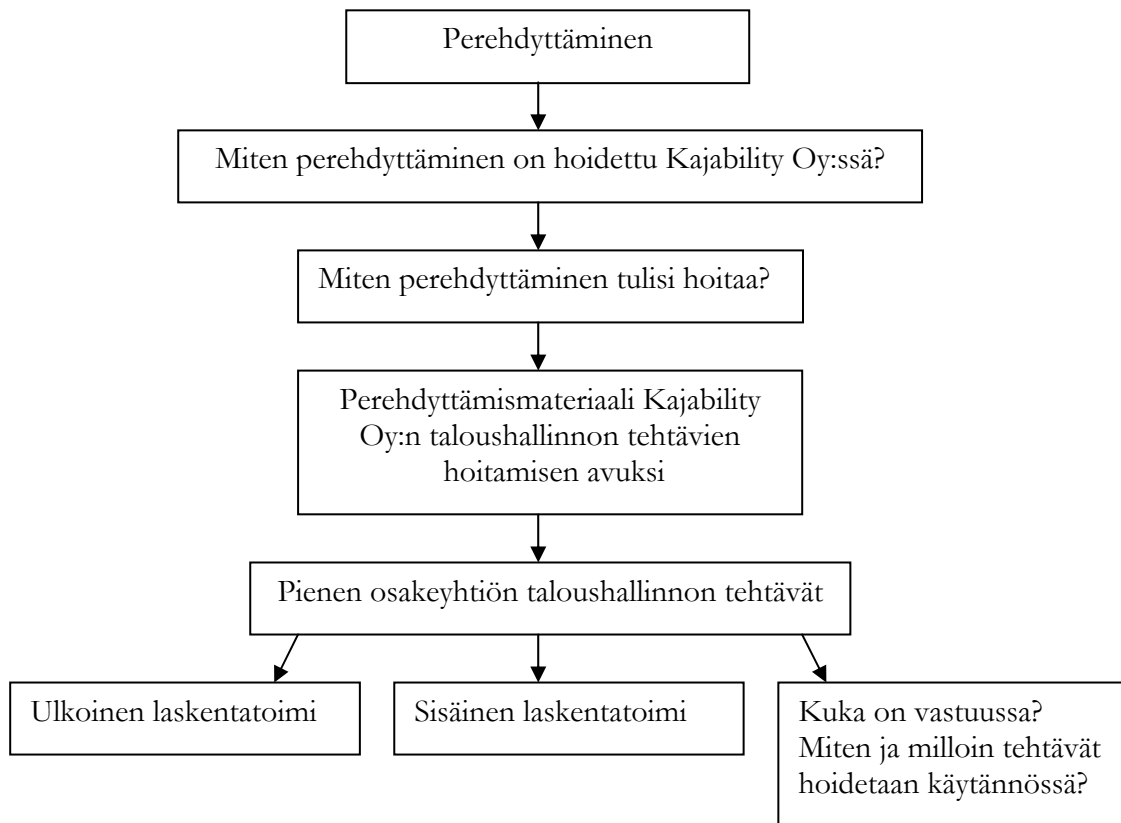 Perehdyttäminen
Miten perehdyttäminen on hoidettu Kajability Oy:ssä?
Miten perehdyttäminen tulisi hoitaa?
Perehdyttämismateriaali Kajability
Oy:n taloushallinnon tehtävien
hoitamisen avuksi
Pienen osakeyhtiön taloushallinnon tehtävät
Ulkoinen laskentatoimi
Sisäinen laskentatoimi
Kuka on vastuussa?
Miten ja milloin tehtävät
hoidetaan käytännössä?